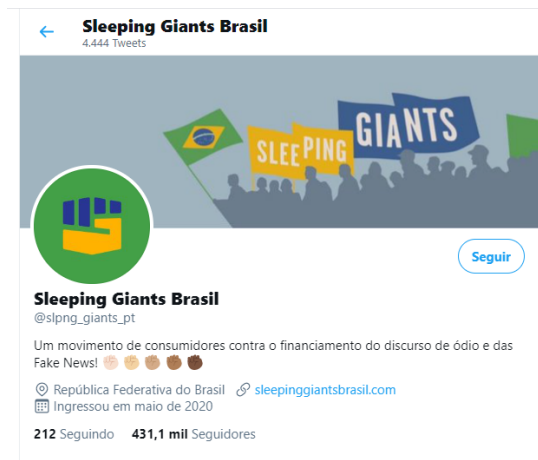 Sleeping Giants Brasil
4.444 Tweets
SLEEPING GIANTS
Seguir
Sleeping Giants Brasil
@slpng_giants_pt
Um movimento de consumidores contra o financiamento do discurso de ódio e das
Fake News! ✊🏻 ✊🏼 ✊🏽 ✊🏾 ✊🏿
República Federativa do Brasil sleepinggiantsbrasil.com
Ingressou em maio de 2020
212 Seguindo 431,1 mil Seguidores